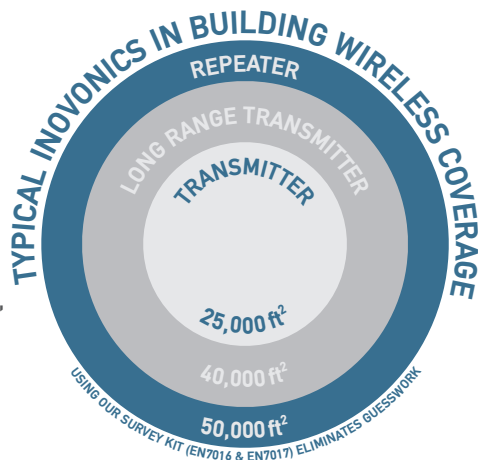 TYPICAL INOVONICS IN BUILDING WIRELESS COVERAGE
REPEATER
LONG RANGE TRANSMITTER
TRANSMITTER
25,000 ft²
40,000 ft²
50,000 ft²
USING OUR SURVEY KIT (EN7016 & EN7017) ELIMINATES GUESSWORK